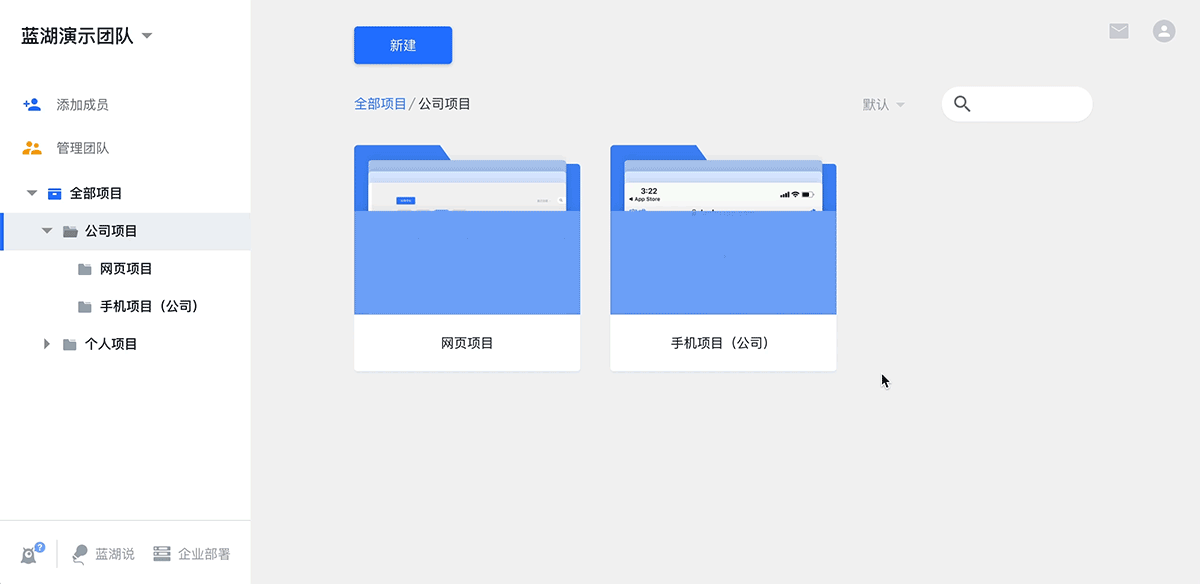 蓝湖演示团队
添加成员
管理团队
全部项目
公司项目
网页项目
手机项目（公司）
个人项目
?
蓝湖说
企业部署
新建
全部项目 / 公司项目
默认
网页项目
3:22
App Store
手机项目（公司）